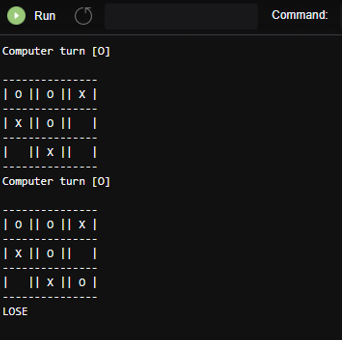 Run Command:
Computer turn [O]
---------------
| O || O || X |
---------------
| X || O ||   |
---------------
|   || X ||   |
---------------
Computer turn [O]
---------------
| O || O || X |
---------------
| X || O ||   |
---------------
|   || X || O |
---------------
LOSE